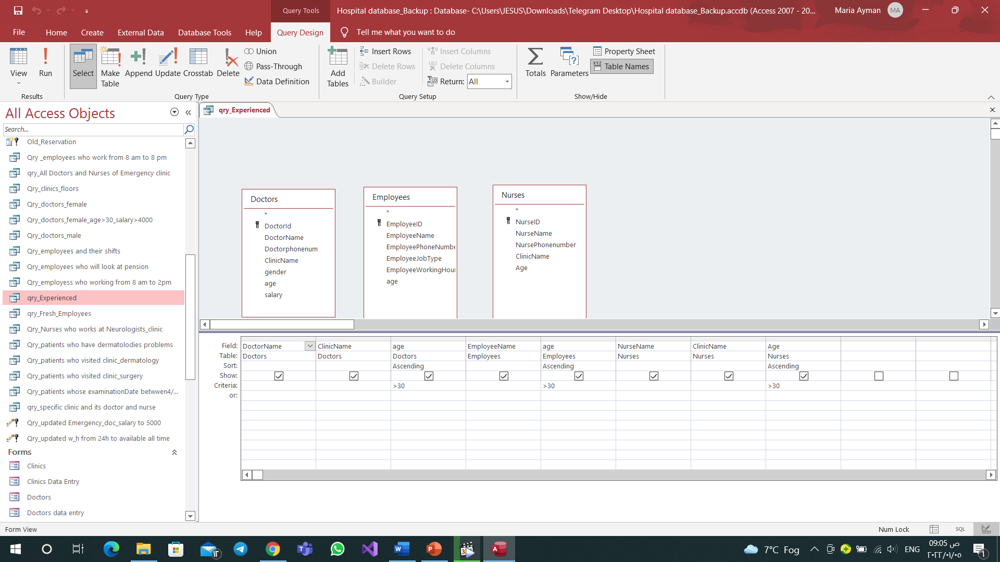 Query Tools
Hospital database_Backup : Database- C:\Users\JESUS\Downloads\Telegram Desktop\Hospital database_Backup.accdb (Access 2007 - 20...
Maria Ayman
MA
File
Home
Create
External Data
Database Tools
Help
Query Design
Tell me what you want to do
View
Run
Select
Make Table
Append
Update
Crosstab
Delete
Union
Pass-Through
Data Definition
Add Tables
Insert Rows
Delete Rows
Builder
Insert Columns
Delete Columns
Return: All
Totals
Parameters
Property Sheet
Table Names
Results
Query Type
Query Setup
Show/Hide
All Access Objects
Search...
Old_Reservation
Qry _employees who work from 8 am to 8 pm
qry_All Doctors and Nurses of Emergency clinic
Qry_clinics_floors
Qry_doctors_female
Qry_doctors_female_age>30_salary>4000
Qry_doctors_male
Qry_employees and their shifts
Qry_employees who will look at pension
Qry_employess who working from 8 am to 2pm
qry_Experienced
qry_Fresh_Employees
Qry_Nurses who works at Neurologists_clinic
Qry_patients who have dermatolodies problems
Qry_patients who visited clinic_dermatology
Qry_patients who visited clinic_surgery
Qry_patients whose examinationDate betwwen4/...
qry_specific clinic and its doctor and nurse
Qry_updated Emergency_doc_salary to 5000
Qry_updated w_h from 24h to available all time
Forms
Clinics
Clinics Data Entry
Doctors
Doctors data entry
qry_Experienced
Doctors
*
DoctorId
DoctorName
Doctorphonenum
ClinicName
gender
age
salary
Employees
*
EmployeeID
EmployeeName
EmployeePhoneNumbe
EmployeeJobType
EmployeeWorkingHou
age
Nurses
*
NurseID
NurseName
NursePhonenumber
ClinicName
Age
Field: DoctorName ClinicName age EmployeeName age NurseName ClinicName Age
Table: Doctors Doctors Doctors Employees Employees Nurses Nurses Nurses
Sort: Ascending Ascending Ascending
Show:
Criteria: >30 >30 >30
or:
Form View
Num Lock
SQL
١٣
7°C Fog
ENG
09:05 ص
٢٠٢٢/٠١/٠٥
١